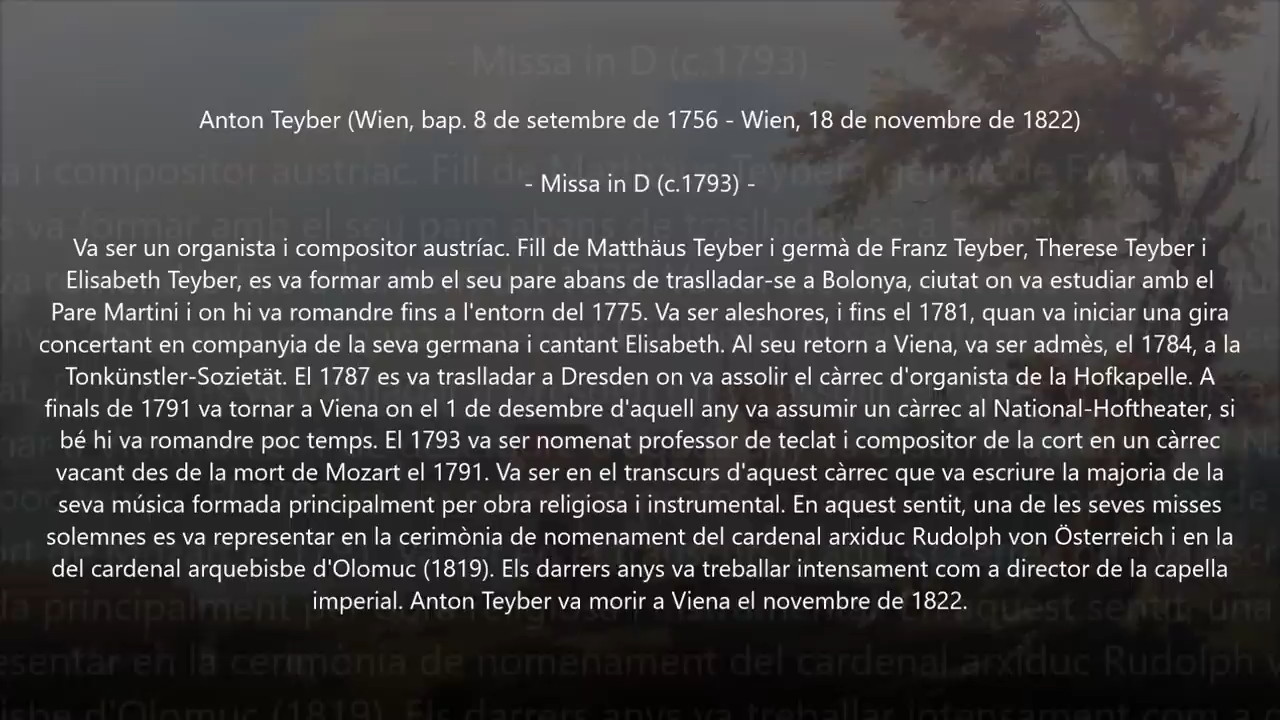 Anton Teyber (Wien, bap. 8 de setembre de 1756 - Wien, 18 de novembre de 1822)
- Missa in D (c.1793) -
Va ser un organista i compositor austríac. Fill de Matthäus Teyber i germà de Franz Teyber, Therese Teyber i
Elisabeth Teyber, es va formar amb el seu pare abans de traslladar-se a Bolonya, ciutat on va estudiar amb el
Pare Martini i on hi va romandre fins a l'entorn del 1775. Va ser aleshores, i fins el 1781, quan va iniciar una gira
concertant en companyia de la seva germana i cantant Elisabeth. Al seu retorn a Viena, va ser admès, el 1784, a la
Tonkünstler-Sozietät. El 1787 es va traslladar a Dresden on va assolir el càrrec d'organista de la Hofkapelle. A
finals de 1791 va tornar a Viena on el 1 de desembre d'aquell any va assumir un càrrec al National-Hoftheater, si
bé hi va romandre poc temps. El 1793 va ser nomenat professor de teclat i compositor de la cort en un càrrec
vacant des de la mort de Mozart el 1791. Va ser en el transcurs d'aquest càrrec que va escriure la majoria de la
seva música formada principalment per obra religiosa i instrumental. En aquest sentit, una de les seves misses
solemnes es va representar en la cerimònia de nomenament del cardenal arxiduc Rudolph von Österreich i en la
del cardenal arquebisbe d'Olomuc (1819). Els darrers anys va treballar intensament com a director de la capella
imperial. Anton Teyber va morir a Viena el novembre de 1822.